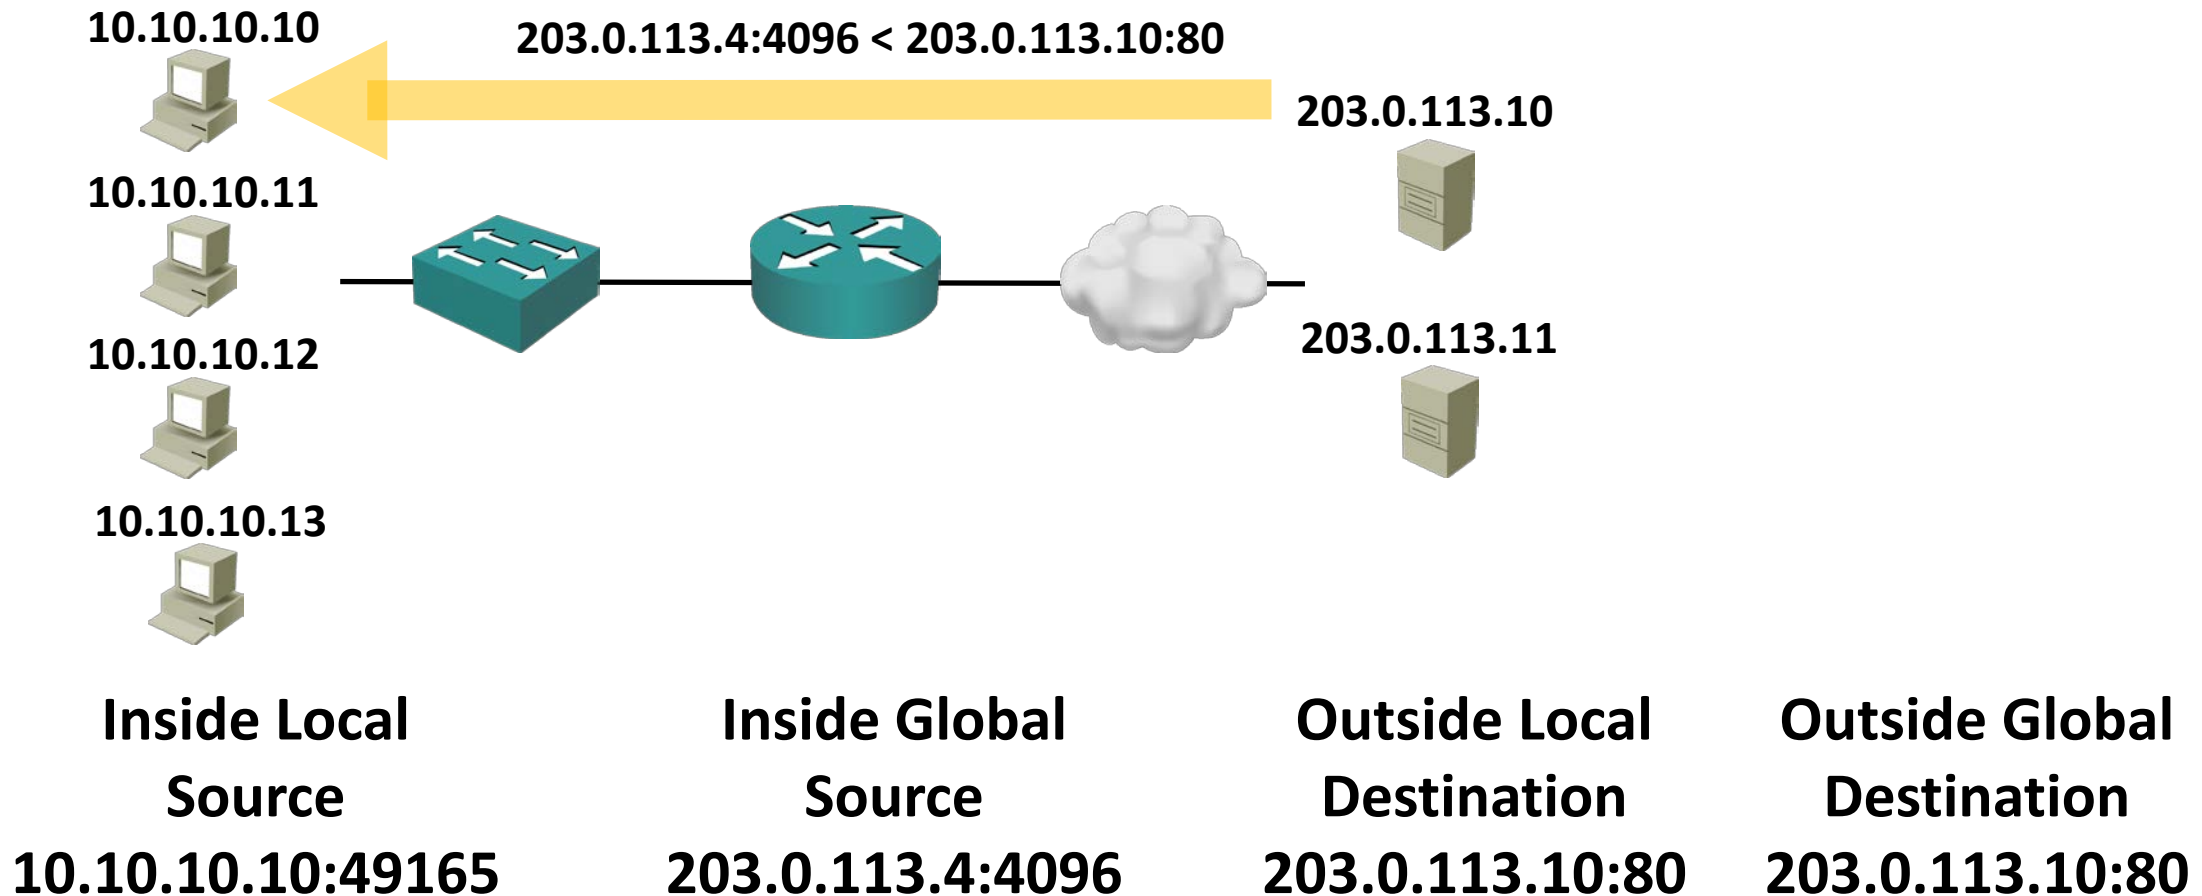 10.10.10.10
203.0.113.4:4096 < 203.0.113.10:80
203.0.113.10
10.10.10.11
203.0.113.11
10.10.10.12
10.10.10.13
Inside Local
Source
10.10.10.10:49165
Inside Global
Source
203.0.113.4:4096
Outside Local
Destination
203.0.113.10:80
Outside Global
Destination
203.0.113.10:80